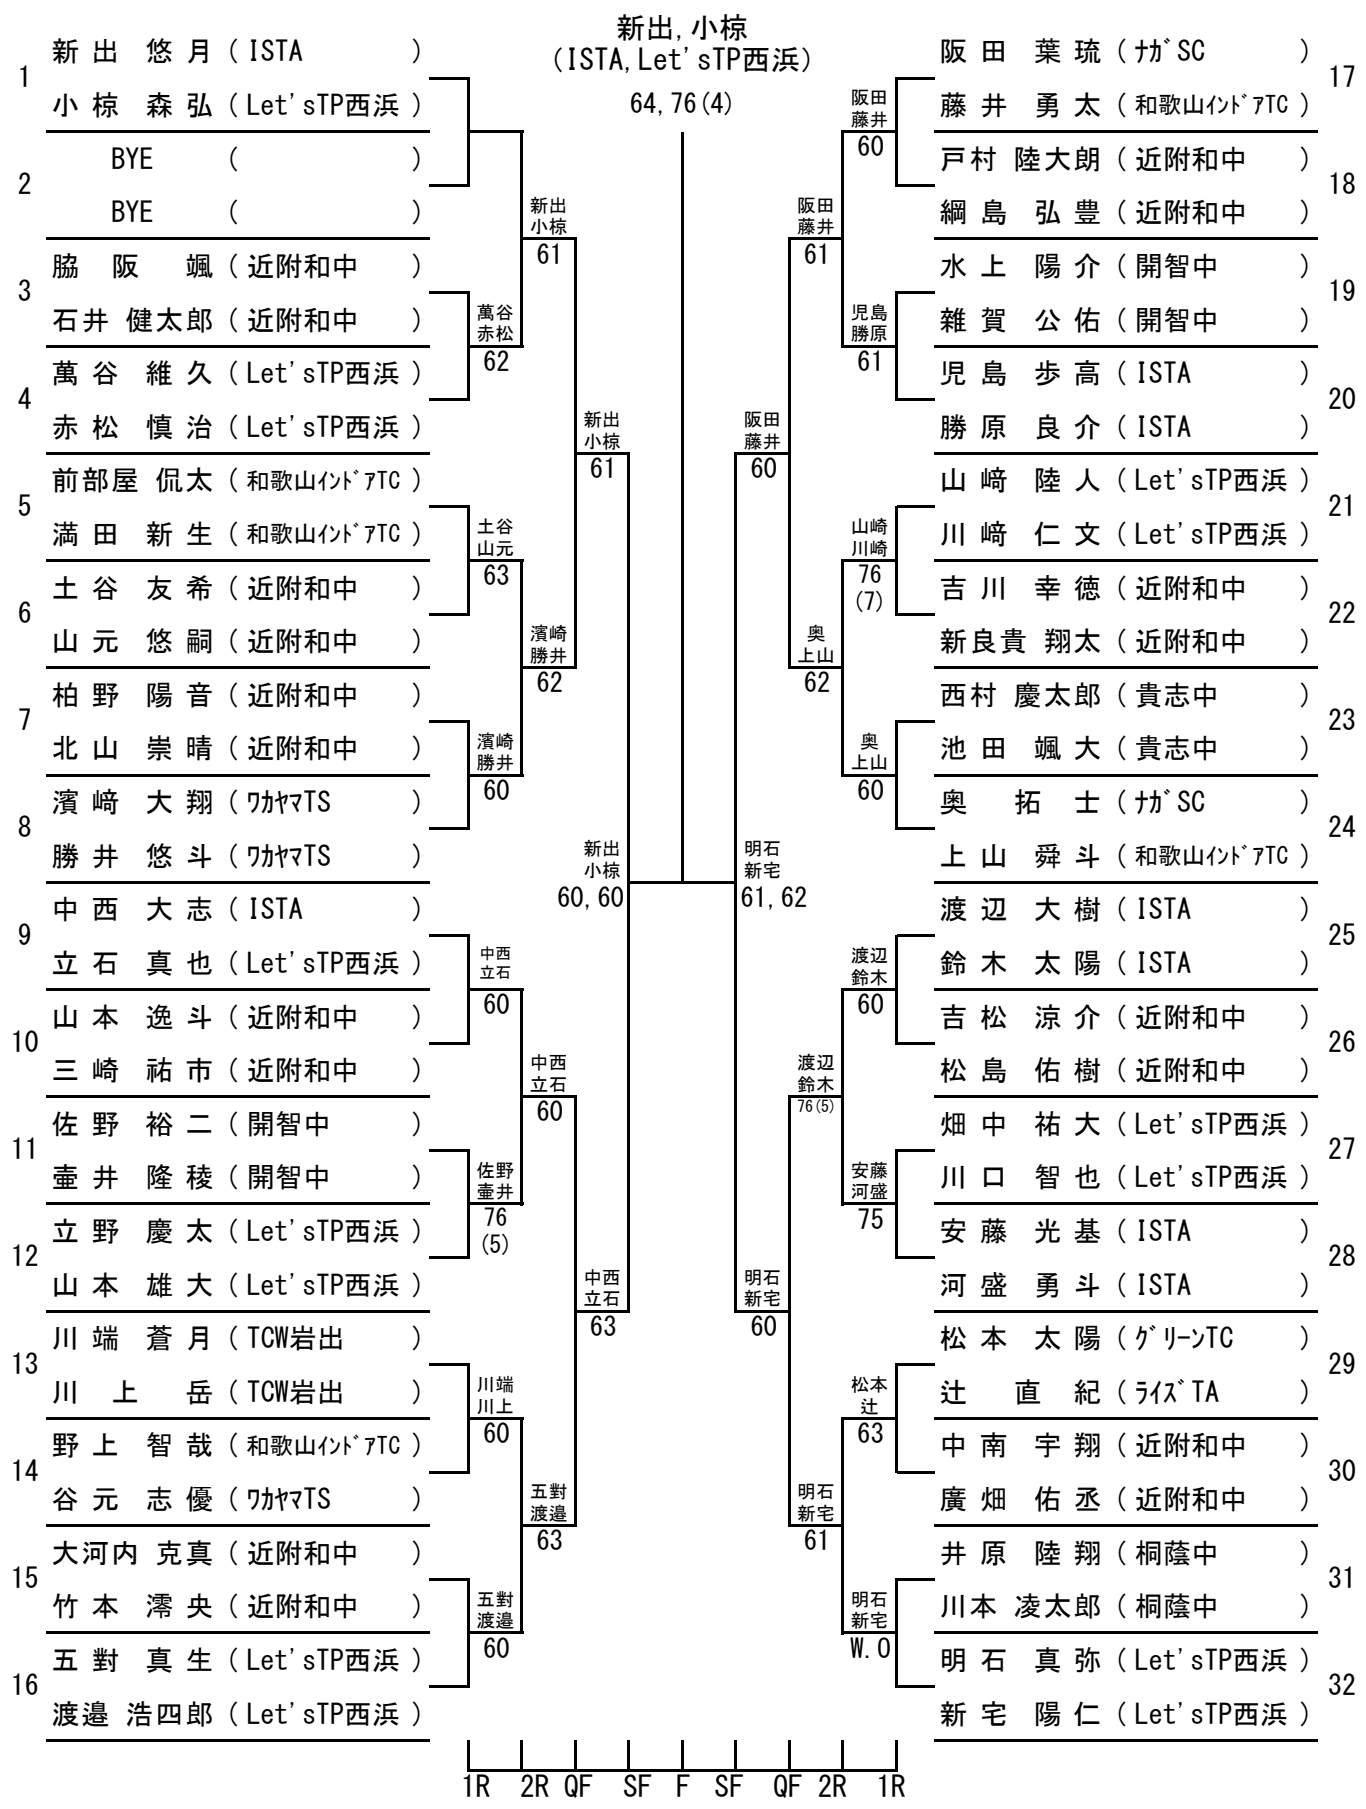 新出,小椋
(ISTA,Let'sTP西浜)
64,76(4)
1
新出 悠月 (ISTA)
小椋 森弘 (Let'sTP西浜)
2
BYE ( )
BYE ( )
3
脇阪 颯 (近附和中)
石井 健太郎 (近附和中)
4
萬谷 維久 (Let'sTP西浜)
赤松 慎治 (Let'sTP西浜)
5
前部屋 侃太 (和歌山インドアTC)
満田 新生 (和歌山インドアTC)
6
土谷 友希 (近附和中)
山元 悠嗣 (近附和中)
7
柏野 陽音 (近附和中)
北山 崇晴 (近附和中)
8
濱﨑 大翔 (ワカヤマTS)
勝井 悠斗 (ワカヤマTS)
9
中西 大志 (ISTA)
立石 真也 (Let'sTP西浜)
10
山本 逸斗 (近附和中)
三崎 祐市 (近附和中)
11
佐野 裕二 (開智中)
壷井 隆稜 (開智中)
12
立野 慶太 (Let'sTP西浜)
山本 雄大 (Let'sTP西浜)
13
川端 蒼月 (TCW岩出)
川上 岳 (TCW岩出)
14
野上 智哉 (和歌山インドアTC)
谷元 志優 (ワカヤマTS)
15
大河内 克真 (近附和中)
竹本 澪央 (近附和中)
16
五對 真生 (Let'sTP西浜)
渡邉 浩四郎 (Let'sTP西浜)
萬谷
赤松
62
土谷
山元
63
濱崎
勝井
60
中西
立石
60
佐野
壷井
76
(5)
川端
川上
60
五對
渡邉
60
新出
小椋
61
濱崎
勝井
62
中西
立石
60
五對
渡邉
63
新出
小椋
61
中西
立石
63
新出
小椋
60,60
明石
新宅
61,62
阪田
藤井
60
明石
新宅
60
阪田
藤井
61
奥
上山
62
渡辺
鈴木
76(5)
明石
新宅
61
阪田
藤井
60
児島
勝原
61
山崎
川崎
76
(7)
奥
上山
60
渡辺
鈴木
60
安藤
河盛
75
松本
辻
63
明石
新宅
W.O
阪田 葉琉 (ナガSC)
藤井 勇太 (和歌山インドアTC)
17
戸村 陸大朗 (近附和中)
綱島 弘豊 (近附和中)
18
水上 陽介 (開智中)
雑賀 公佑 (開智中)
19
児島 歩高 (ISTA)
勝原 良介 (ISTA)
20
山﨑 陸人 (Let'sTP西浜)
川﨑 仁文 (Let'sTP西浜)
21
吉川 幸徳 (近附和中)
新良貴 翔太 (近附和中)
22
西村 慶太郎 (貴志中)
池田 颯大 (貴志中)
23
奥 拓士 (ナガSC)
上山 舜斗 (和歌山インドアTC)
24
渡辺 大樹 (ISTA)
鈴木 太陽 (ISTA)
25
吉松 涼介 (近附和中)
松島 佑樹 (近附和中)
26
畑中 祐大 (Let'sTP西浜)
川口 智也 (Let'sTP西浜)
27
安藤 光基 (ISTA)
河盛 勇斗 (ISTA)
28
松本 太陽 (グリーンTC)
辻 直紀 (ライズTA)
29
中南 宇翔 (近附和中)
廣畑 佑丞 (近附和中)
30
井原 陸翔 (桐蔭中)
川本 凌太郎 (桐蔭中)
31
明石 真弥 (Let'sTP西浜)
新宅 陽仁 (Let'sTP西浜)
32
1R 2R QF SF F SF QF 2R 1R